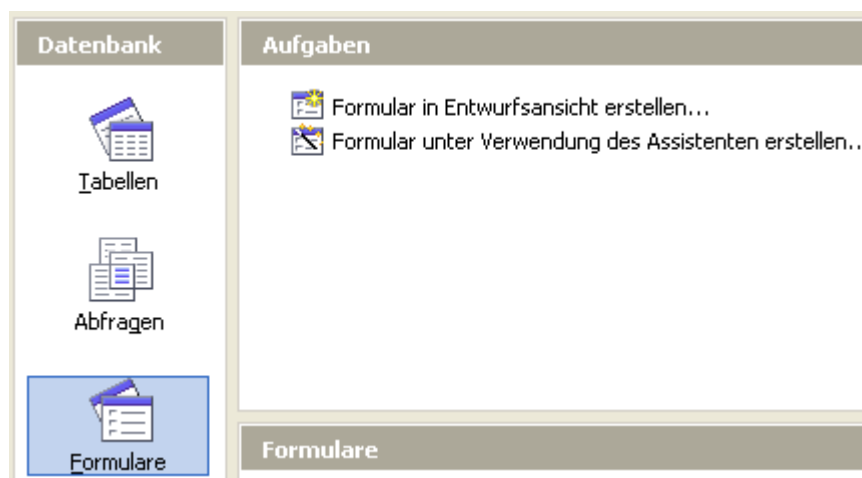 Datenbank
Tabellen
Abfragen
Formulare
Aufgaben
Formular in Entwurfsansicht erstellen...
Formular unter Verwendung des Assistenten erstellen..
Formulare